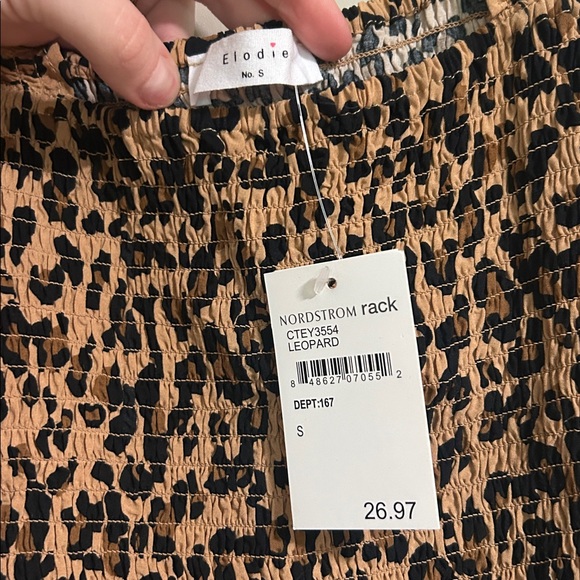 Elodie
No. S
NORDSTROM rack
CTEY3554
LEOPARD
8 48627 07055 2
DEPT:167
S
26.97